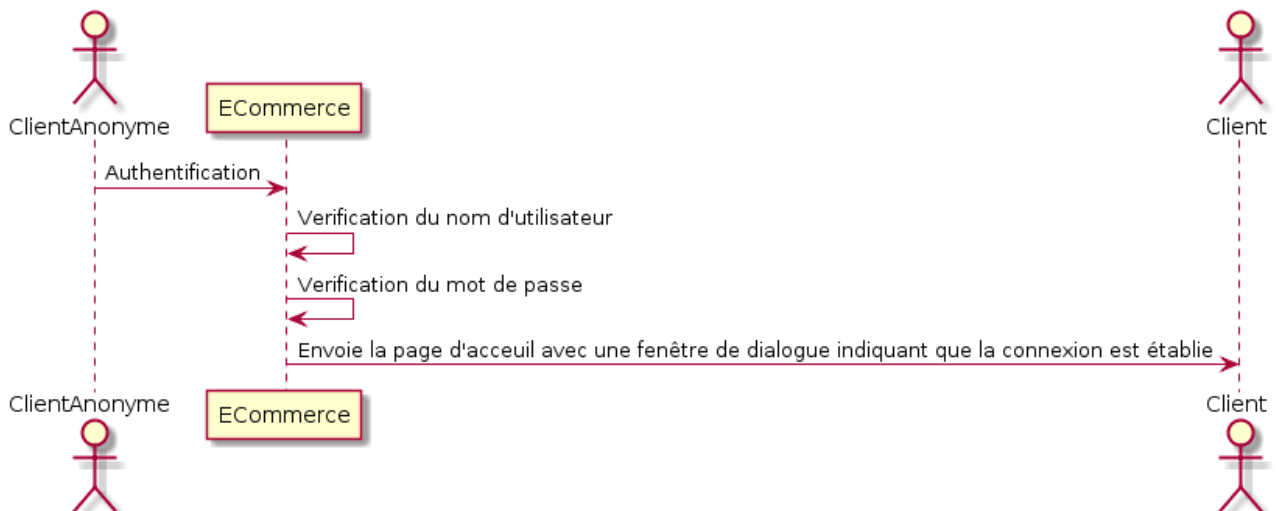 ClientAnonyme
ECommerce
Client
Authentification
Verification du nom d'utilisateur
Verification du mot de passe
Envoie la page d'acceuil avec une fenêtre de dialogue indiquant que la connexion est établie
ClientAnonyme
ECommerce
Client